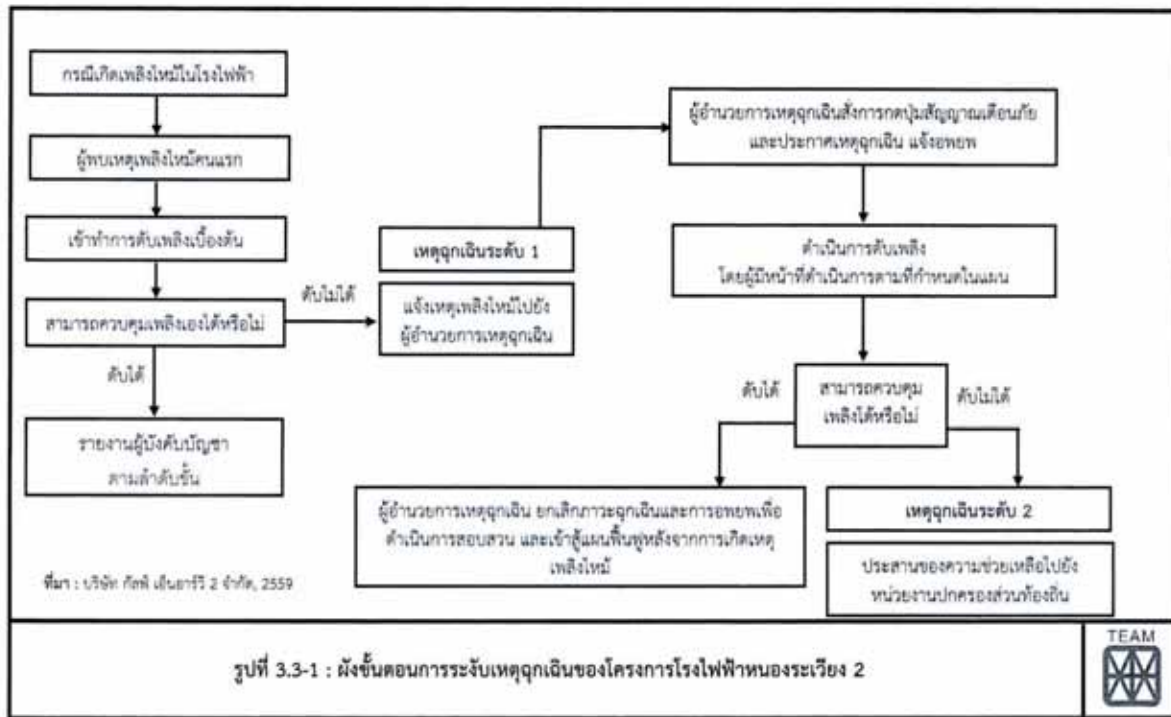 กรณีเกิดเพลิงไหม้ในโรงไฟฟ้า
ผู้พบเหตุเพลิงไหม้คนแรก
เข้าทำการดับเพลิงเบื้องต้น
สามารถควบคุมเพลิงเองได้หรือไม่
ดับได้
รายงานผู้บังคับบัญชา
ตามลำดับชั้น
ดับไม่ได้
เหตุฉุกเฉินระดับ 1
แจ้งเหตุเพลิงไหม้ไปยัง
ผู้อำนวยการเหตุฉุกเฉิน
ผู้อำนวยการเหตุฉุกเฉินสั่งการกดปุ่มสัญญาณเตือนภัย
และประกาศเหตุฉุกเฉิน แจ้งอพยพ
ดำเนินการดับเพลิง
โดยผู้มีหน้าที่ดำเนินการตามที่กำหนดในแผน
สามารถควบคุม
เพลิงได้หรือไม่
ดับได้
ดับไม่ได้
ผู้อำนวยการเหตุฉุกเฉิน ยกเลิกภาวะฉุกเฉินและการอพยพเพื่อ
ดำเนินการสอบสวน และเข้าสู่แผนฟื้นฟูหลังจากการเกิดเหตุ
เพลิงไหม้
เหตุฉุกเฉินระดับ 2
ประสานของความช่วยเหลือไปยัง
หน่วยงานปกครองส่วนท้องถิ่น
ที่มา : บริษัท กัลฟ์ เอ็นอาร์วี 2 จำกัด, 2559
รูปที่ 3.3-1 : ผังขั้นตอนการระงับเหตุฉุกเฉินของโครงการโรงไฟฟ้าหนองระเวียง 2
TEAM